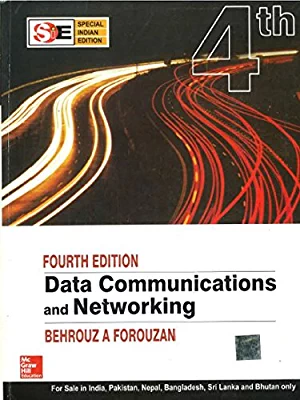 SIE
SPECIAL
INDIAN
EDITION
4th
FOURTH EDITION
Data Communications
and Networking
BEHROUZ A FOROUZAN
Mc
Graw
Hill
Education
For Sale in India, Pakistan, Nepal, Bangladesh, Sri Lanka and Bhutan only